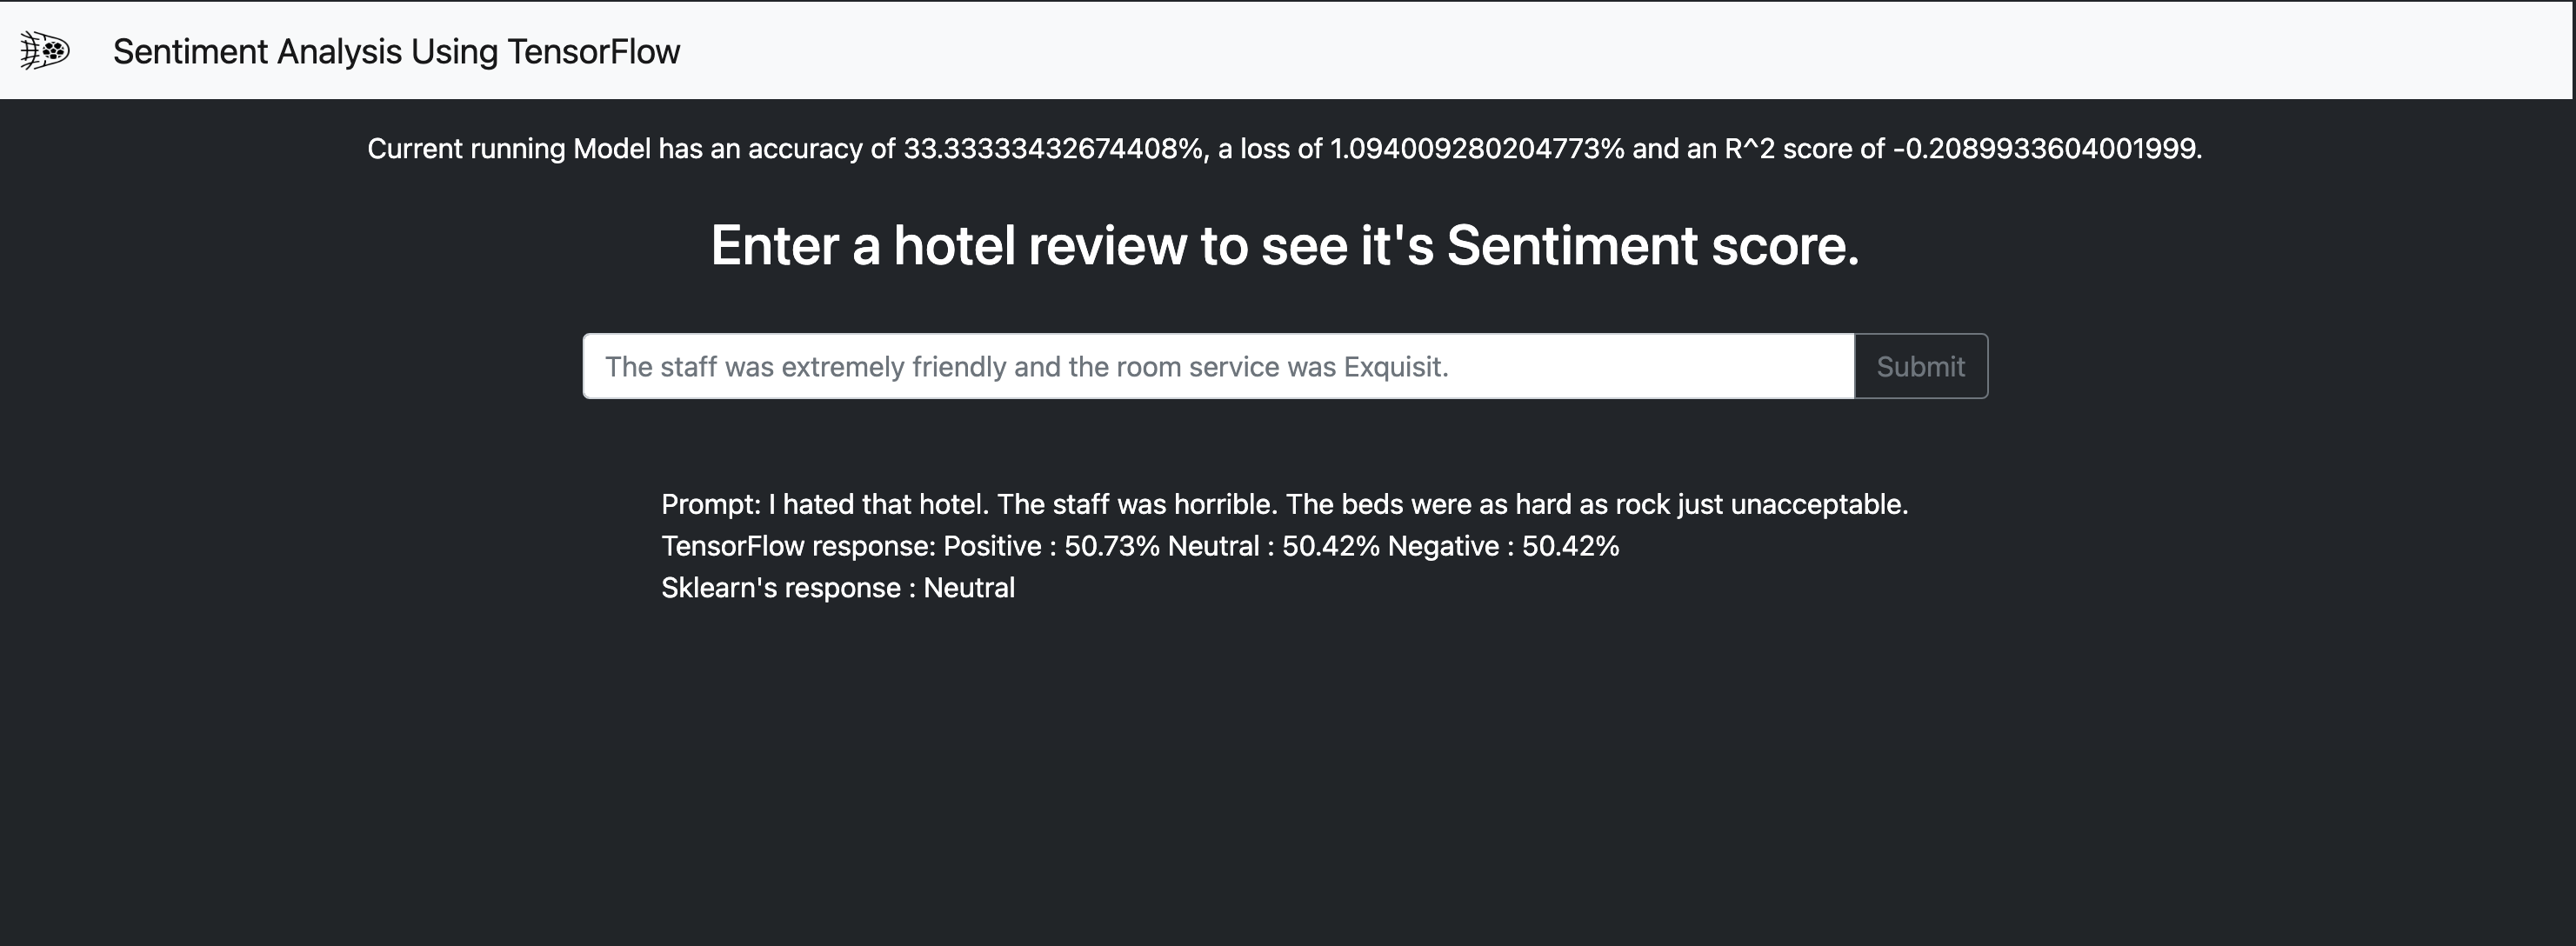 Sentiment Analysis Using TensorFlow
Current running Model has an accuracy of 33.33333432674408%, a loss of 1.094009280204773% and an R^2 score of -0.2089933604001999.
Enter a hotel review to see it's Sentiment score.
The staff was extremely friendly and the room service was Exquisit.
Submit
Prompt: I hated that hotel. The staff was horrible. The beds were as hard as rock just unacceptable.
TensorFlow response: Positive : 50.73% Neutral : 50.42% Negative : 50.42%
Sklearn's response : Neutral